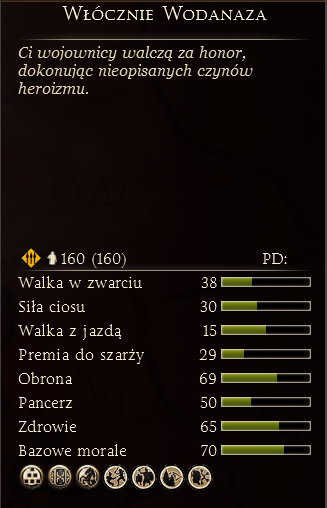 Włócznie Wodanaza
Ci wojownicy walczą za honor,
dokonując nieopisanych czynów
heroizmu.
160 (160) PD:
Walka w zwarciu 38
Siła ciosu 30
Walka z jazdą 15
Premia do szarży 29
Obrona 69
Pancerz 50
Zdrowie 65
Bazowe morale 70